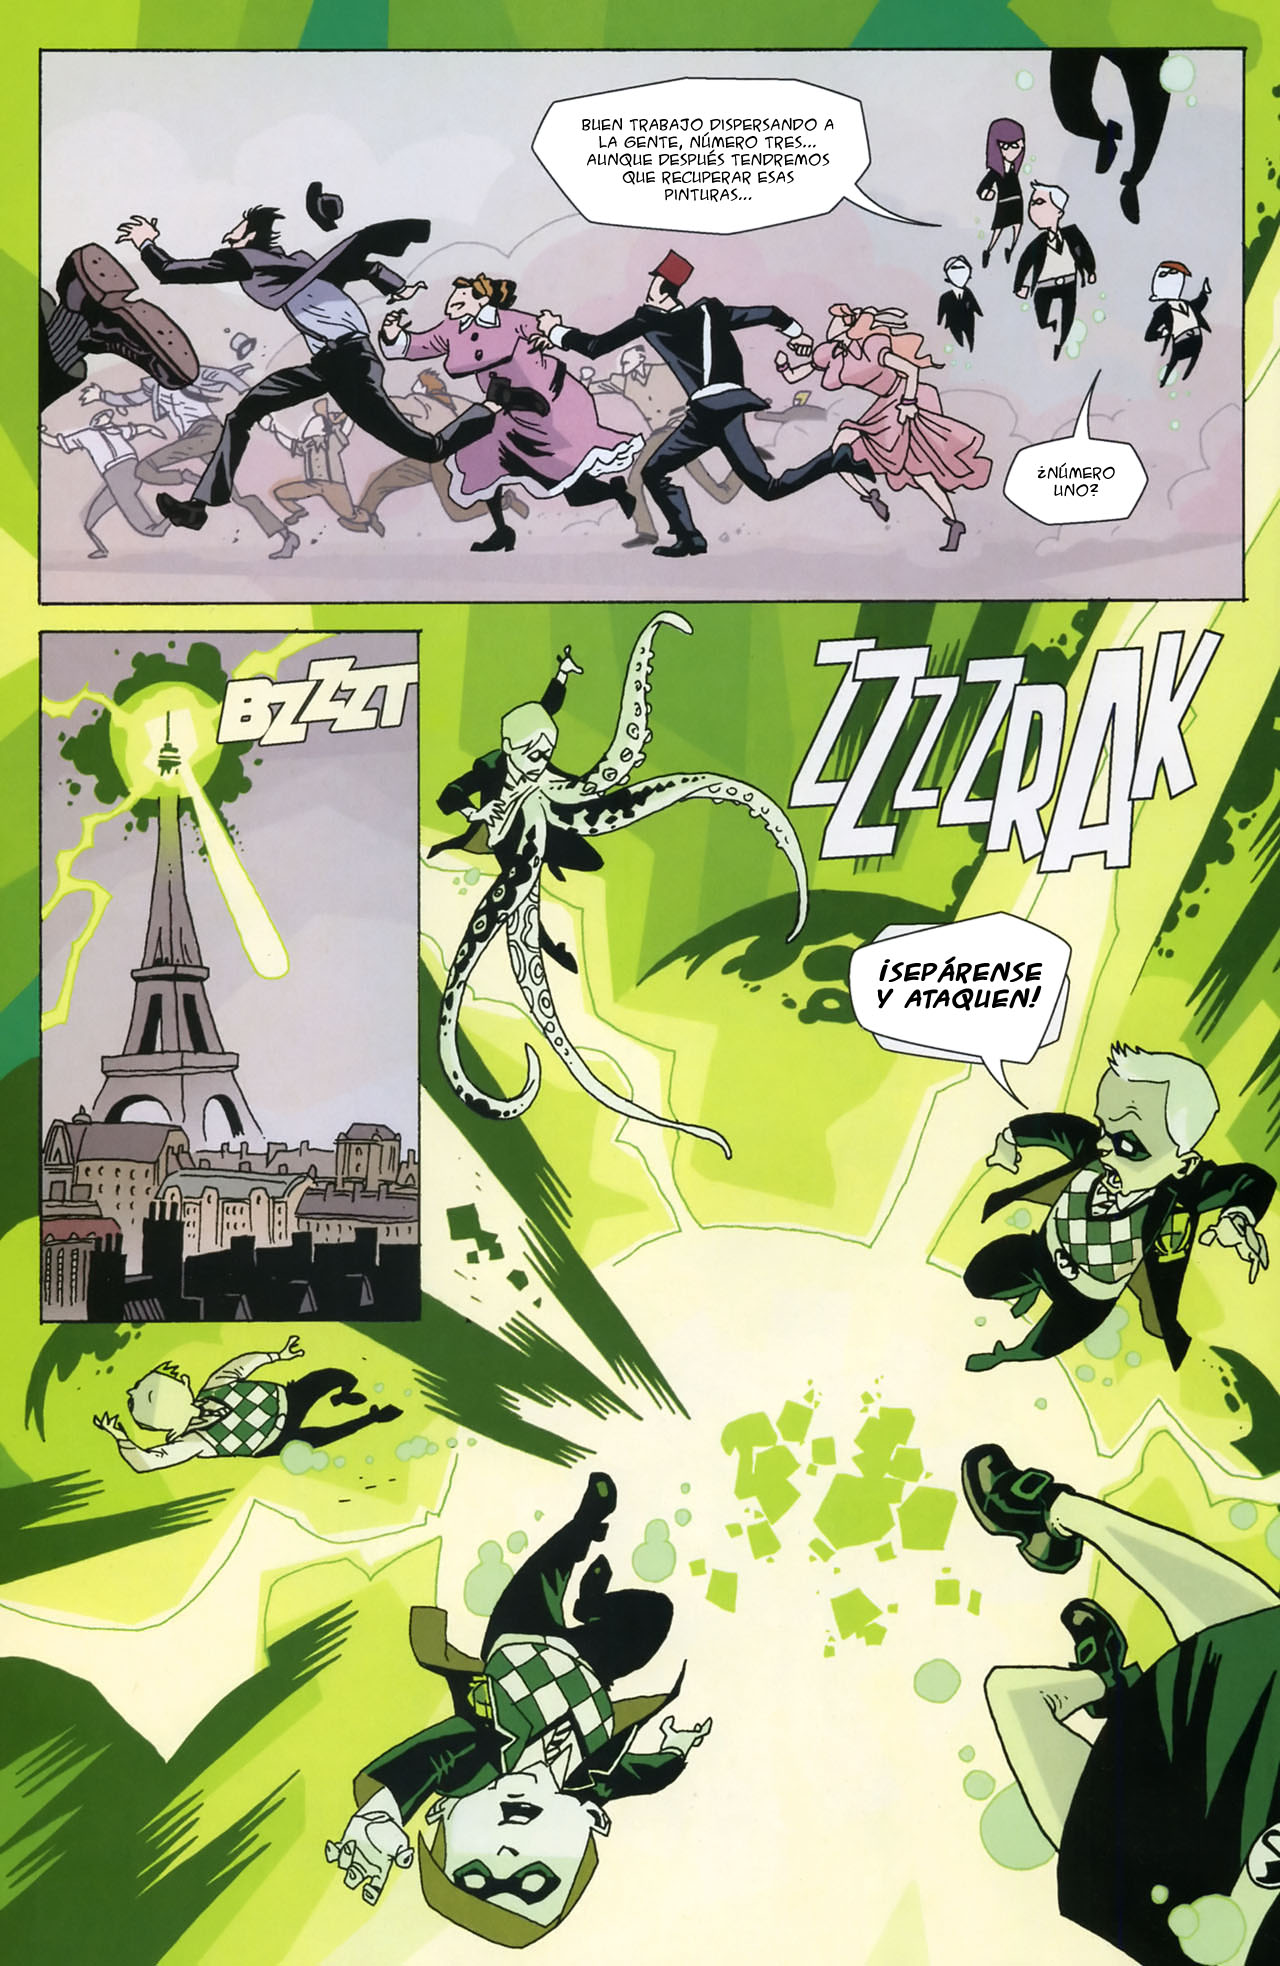 BUEN TRABAJO DISPERSANDO A
LA GENTE, NÚMERO TRES...
AUNQUE DESPUÉS TENDREMOS
QUE RECUPERAR ESAS
PINTURAS...
¿NÚMERO
UNO?
BZZZT
ZZZZZRAK
¡SEPÁRENSE
Y ATAQUEN!